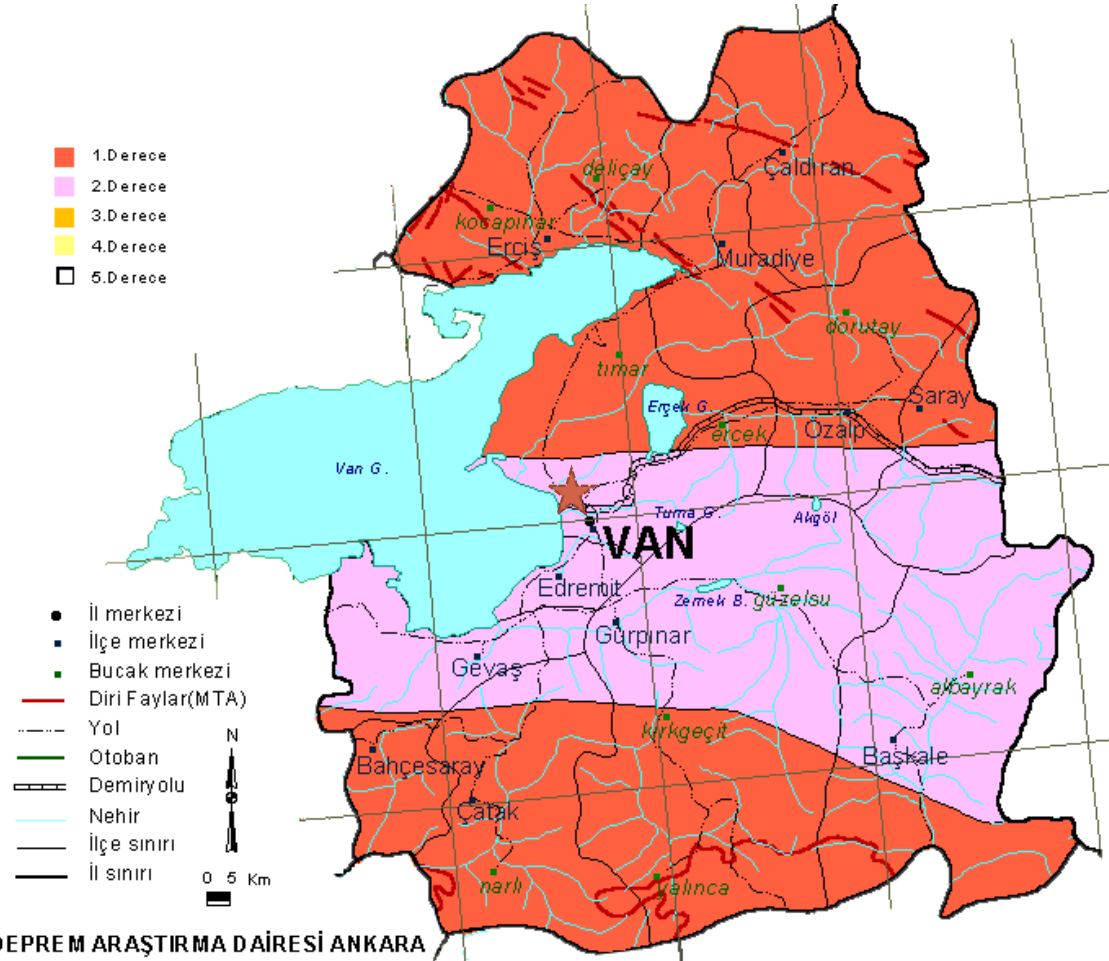 1.Derece
2.Derece
3.Derece
4.Derece
5.Derece
deliçay
Çaldıran
kocapınar
Erciş
Muradiye
dorutay
tımar
Saray
Erçek G.
ercek
Özalp
Van G.
Tuma G.
Akgöl
VAN
Edremit
Zernek B.
güzelsu
Gürpınar
Gevaş
albayrak
kırkgeçit
Başkale
Bahçesaray
Çatak
narlı
yalınca
İl merkezi
İlçe merkezi
Bucak merkezi
Diri Faylar(MTA)
Yol
N
Otoban
Demiryolu
Nehir
İlçe sınırı
İl sınırı
0 5 Km
DEPREM ARAŞTIRMA DAİRESİ ANKARA